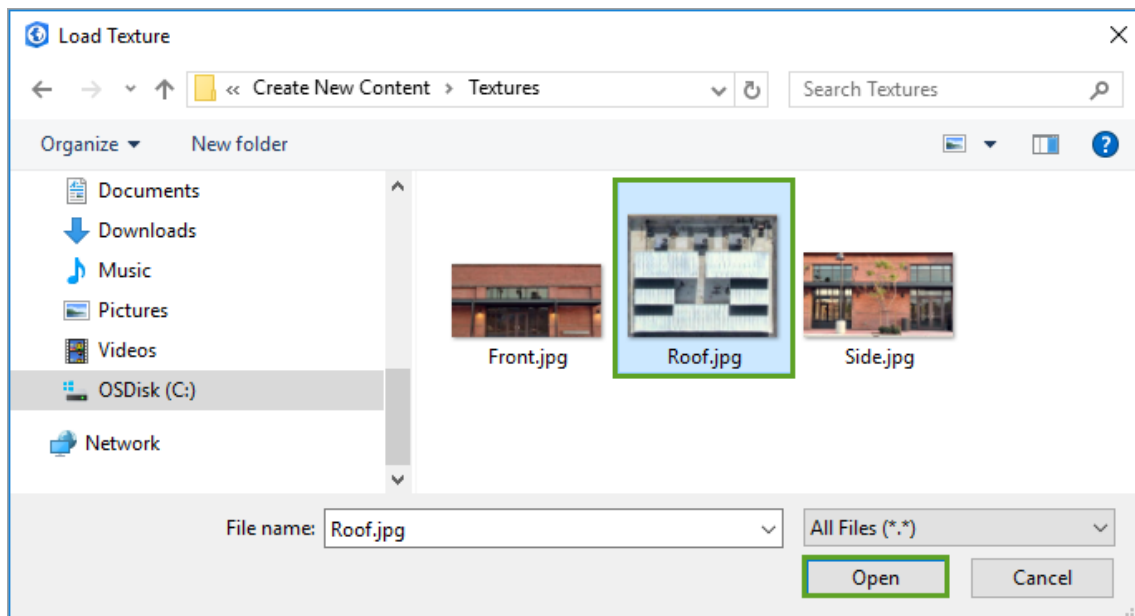 Load Texture
« Create New Content > Textures
Search Textures
Organize
New folder
Documents
Downloads
Music
Pictures
Videos
OSDisk (C:)
Network
Front.jpg
Roof.jpg
Side.jpg
File name: Roof.jpg
All Files (*.*)
Open
Cancel